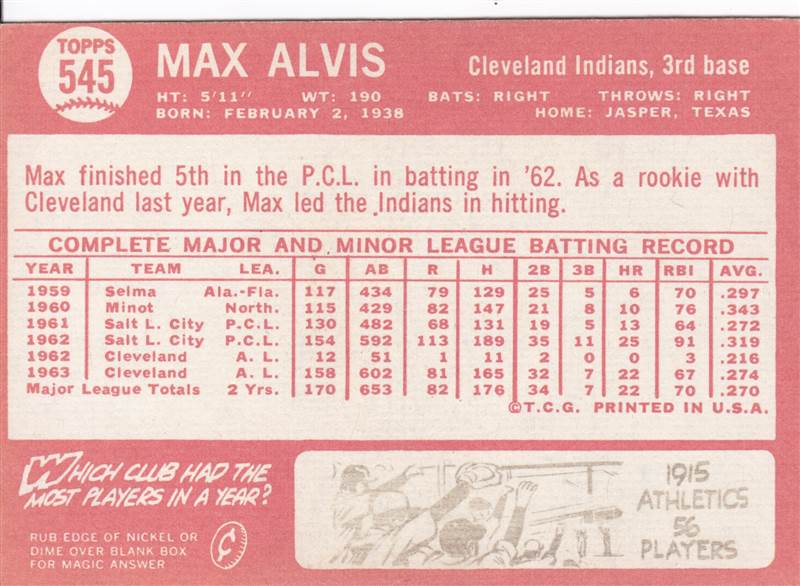 TOPPS
545
MAX ALVIS
Cleveland Indians, 3rd base
HT: 5'11" WT: 190 BATS: RIGHT THROWS: RIGHT
BORN: FEBRUARY 2, 1938 HOME: JASPER, TEXAS
Max finished 5th in the P.C.L. in batting in '62. As a rookie with
Cleveland last year, Max led the Indians in hitting.
COMPLETE MAJOR AND MINOR LEAGUE BATTING RECORD
YEAR TEAM LEA. G AB R H 2B 3B HR RBI AVG.
1959 Selma Ala.-Fla. 117 434 79 129 25 5 6 70 .297
1960 Minot North. 115 429 82 147 21 8 10 76 .343
1961 Salt L. City P.C.L. 130 482 68 131 19 5 13 64 .272
1962 Salt L. City P.C.L. 154 592 113 189 35 11 25 91 .319
1962 Cleveland A. L. 12 51 1 11 2 0 0 3 .216
1963 Cleveland A. L. 158 602 81 165 32 7 22 67 .274
Major League Totals 2 Yrs. 170 653 82 176 34 7 22 70 .270
©T.C.G. PRINTED IN U.S.A.
WHICH CLUB HAD THE
MOST PLAYERS IN A YEAR?
RUB EDGE OF NICKEL OR
DIME OVER BLANK BOX
FOR MAGIC ANSWER
¢
1915
ATHLETICS
56
PLAYERS